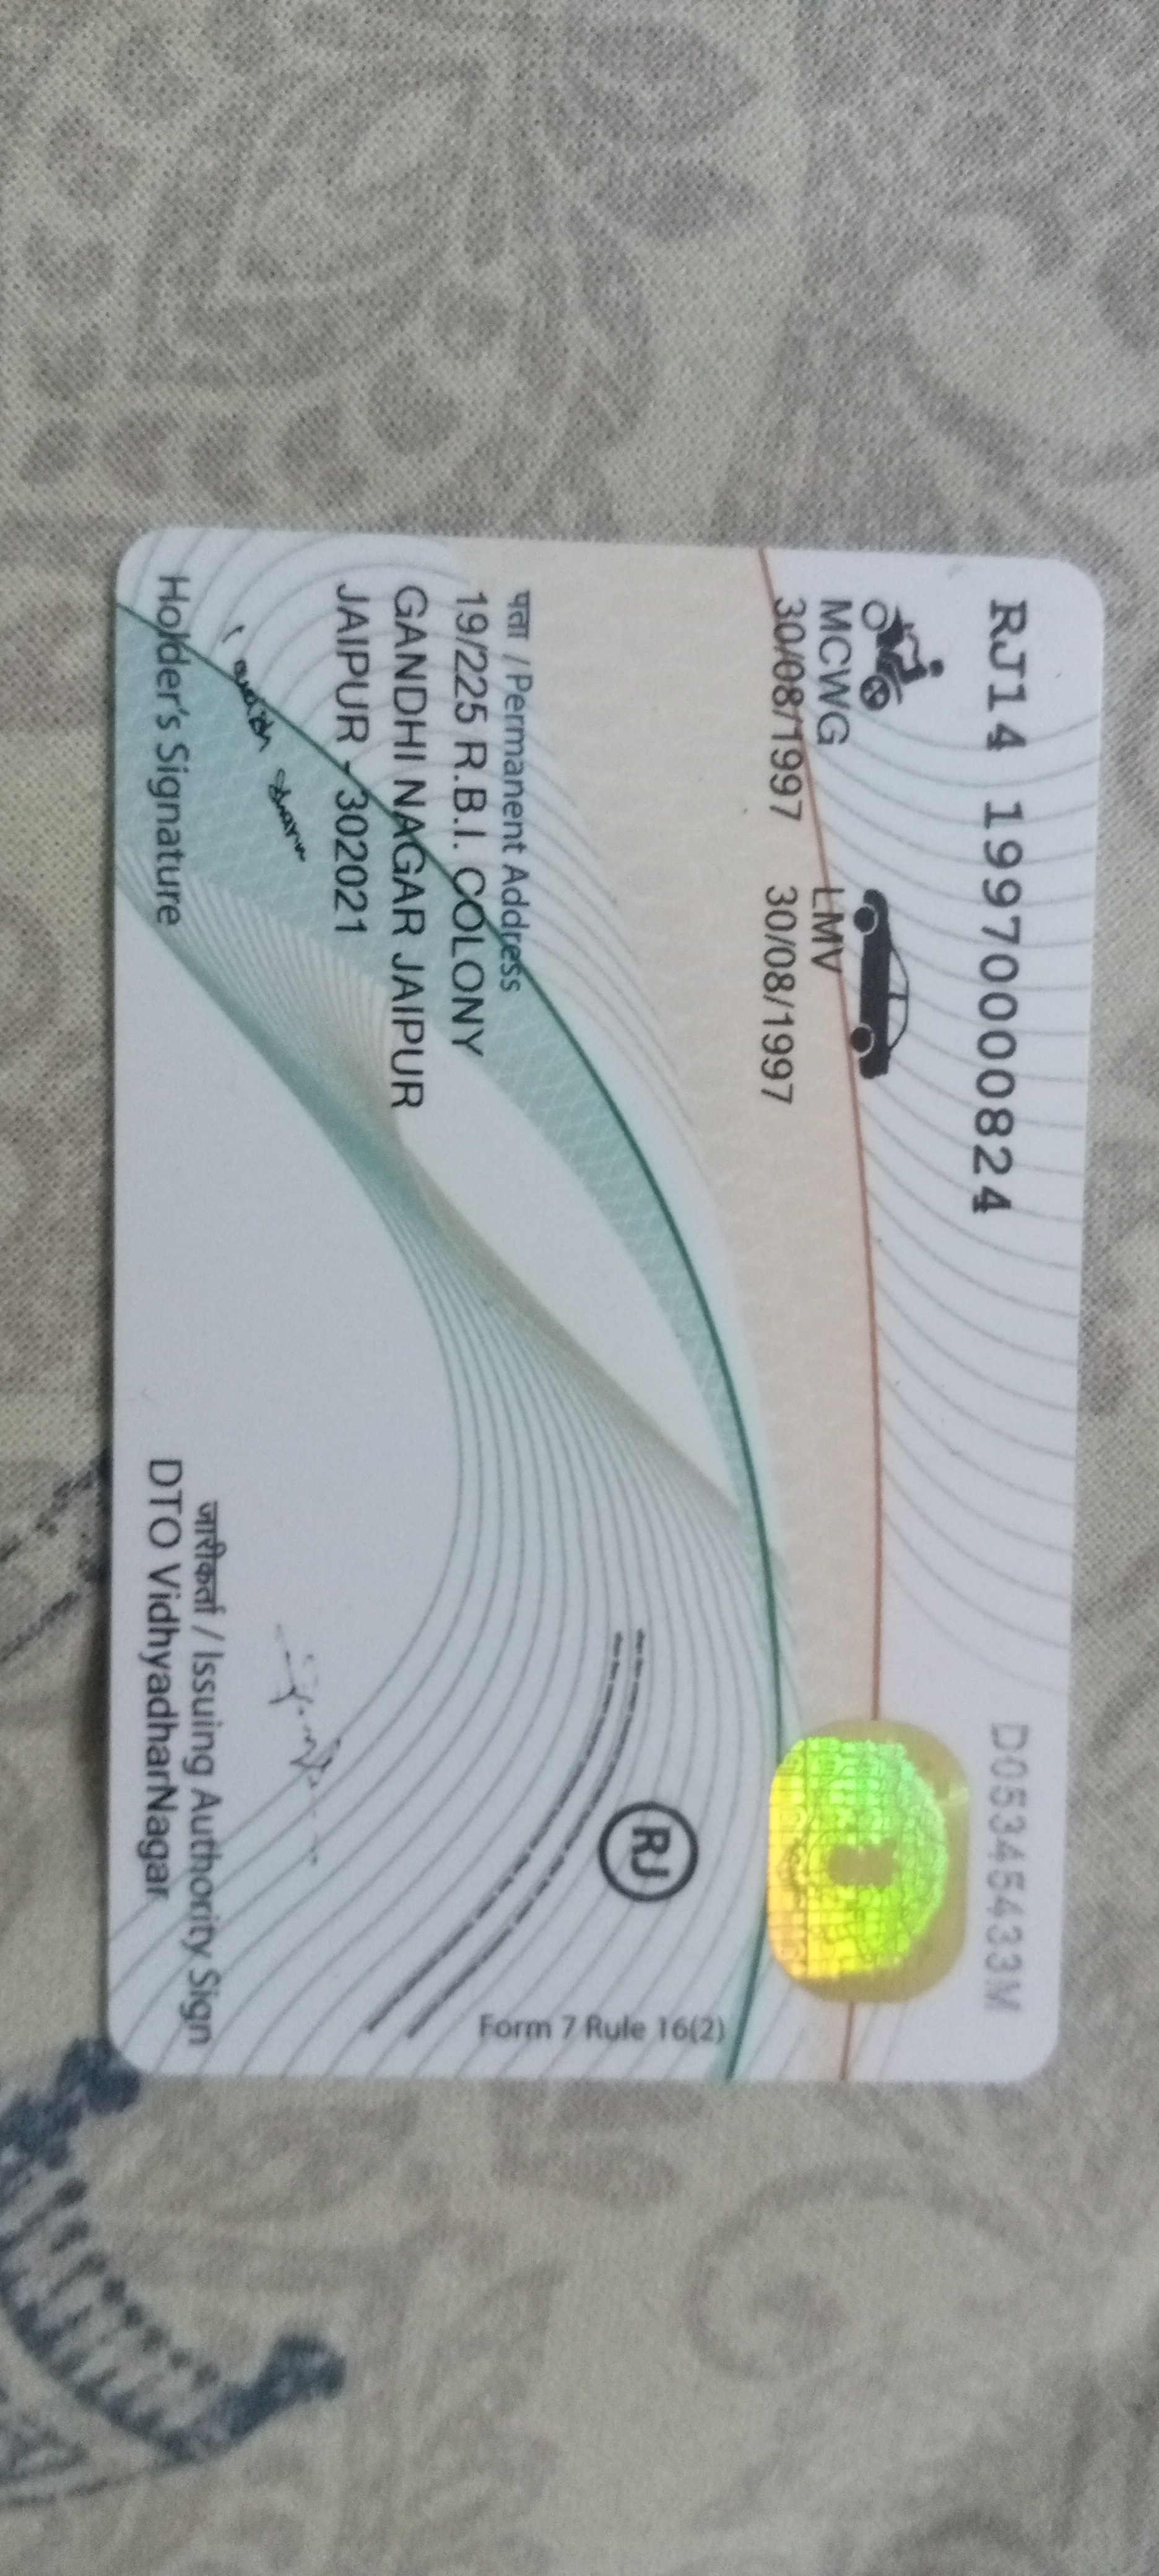 RJ14 19970000824
D05345433M
MCWG LMV
30/08/1997 30/08/1997
पता / Permanent Address
19/225 R.B.I. COLONY
GANDHI NAGAR JAIPUR
JAIPUR - 302021
RJ
Form 7 Rule 16(2)
Holder's Signature
जारीकर्ता / Issuing Authority Sign
DTO VidhyadharNagar